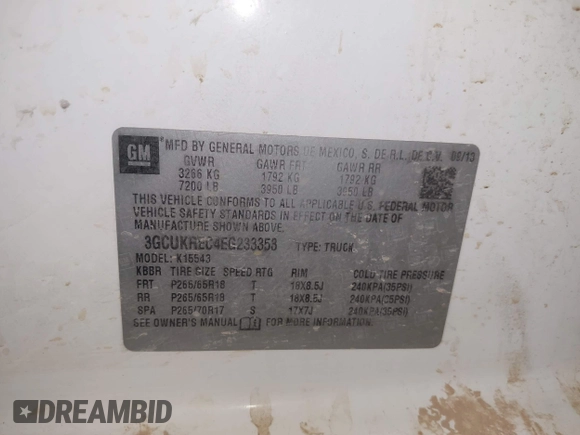 GM
MFD BY GENERAL MOTORS DE MEXICO, S. DE R.L. DE C.V. 09/13
GVWR GAWR FRT GAWR RR
3266 KG 1792 KG 1792 KG
7200 LB 3950 LB 3950 LB
THIS VEHICLE CONFORMS TO ALL APPLICABLE U.S. FEDERAL MOTOR
VEHICLE SAFETY STANDARDS IN EFFECT ON THE DATE OF
MANUFACTURE SHOWN ABOVE.
3GCUKREC4EG233358 TYPE: TRUCK
MODEL: K15543
KBBR TIRE SIZE SPEED RTG RIM COLD TIRE PRESSURE
FRT P265/65R18 T 18X8.5J 240KPA(35PSI)
RR P265/65R18 T 18X8.5J 240KPA(35PSI)
SPA P265/70R17 S 17X7J 240KPA(35PSI)
SEE OWNER'S MANUAL FOR MORE INFORMATION.
DREAMBID